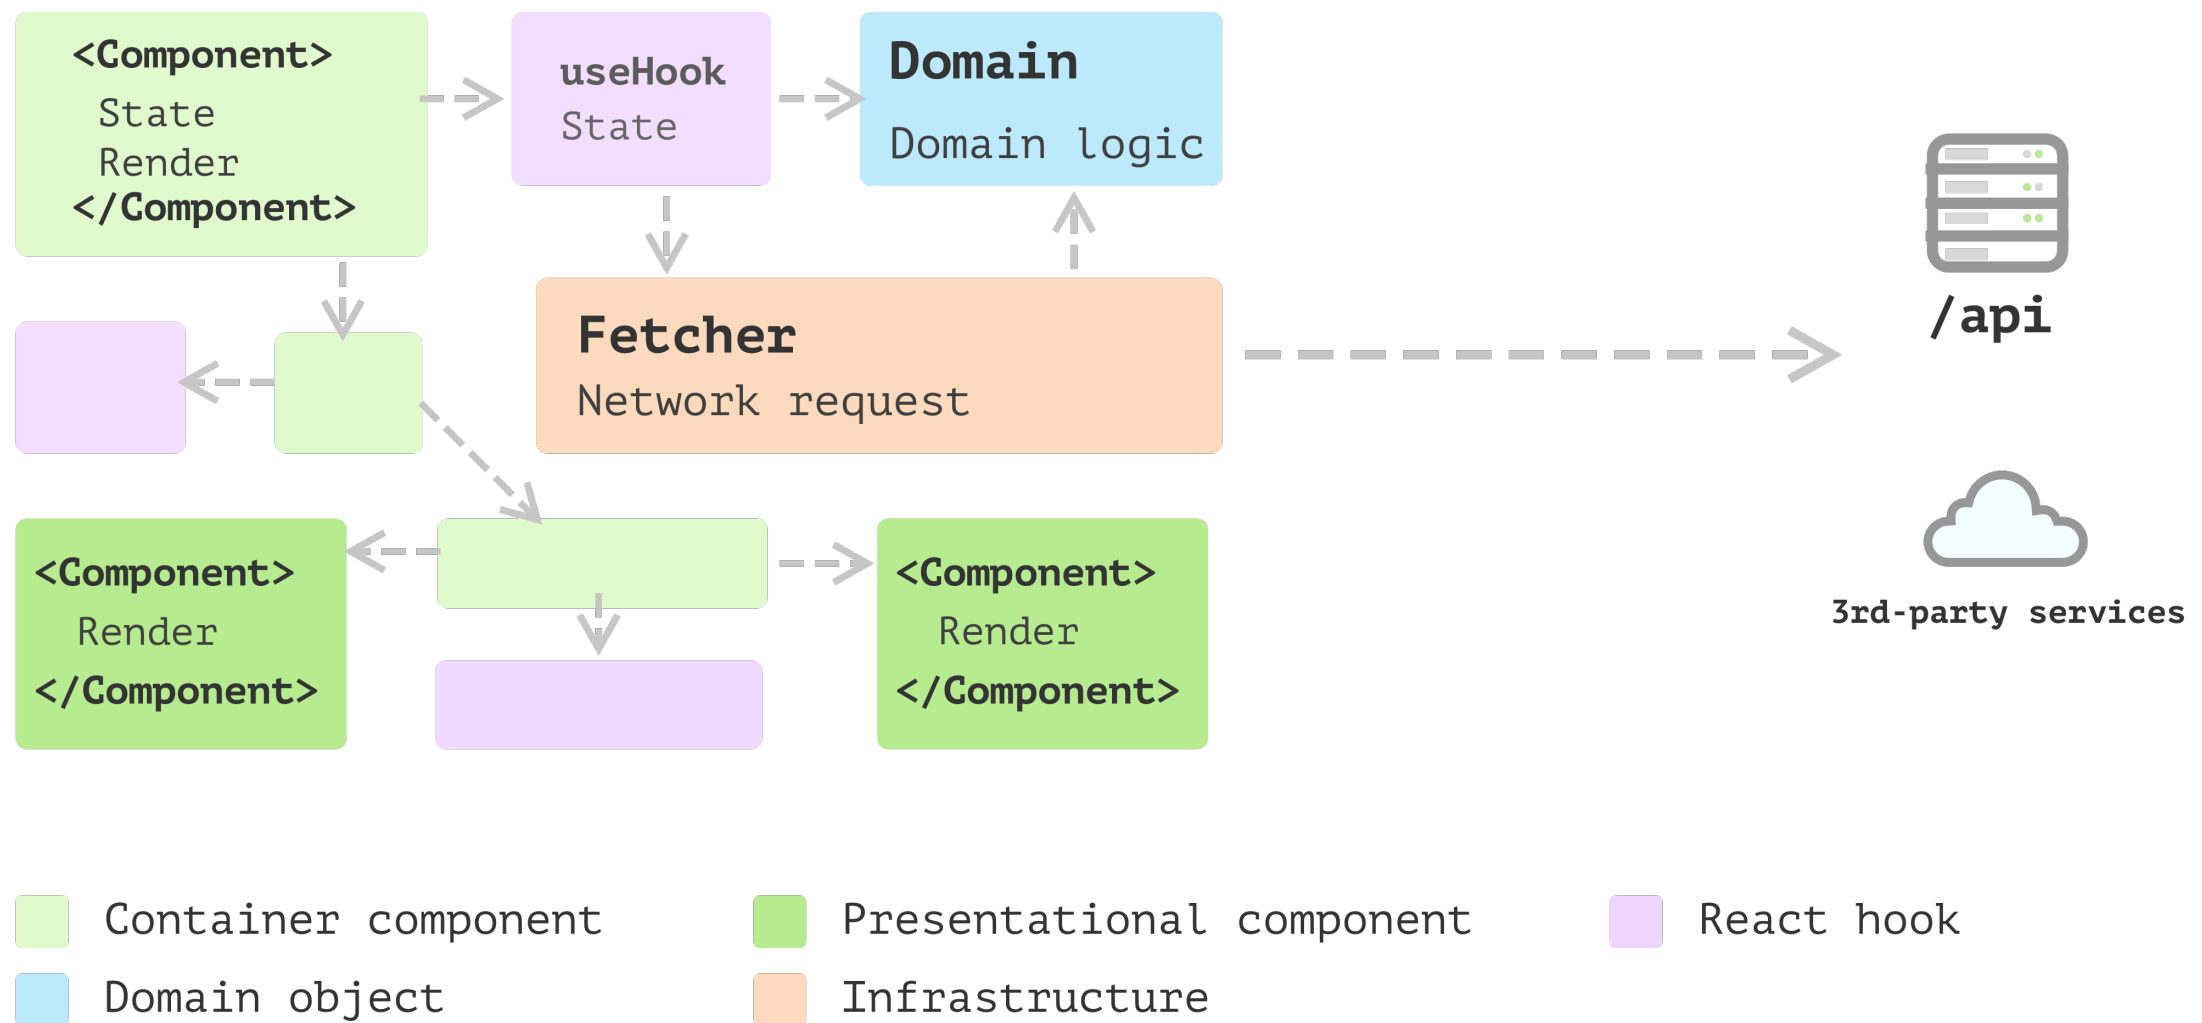 <Component>
State
Render
</Component>
useHook
State
Domain
Domain logic
/api
Fetcher
Network request
3rd-party services
<Component>
Render
</Component>
<Component>
Render
</Component>
Container component
Presentational component
React hook
Domain object
Infrastructure